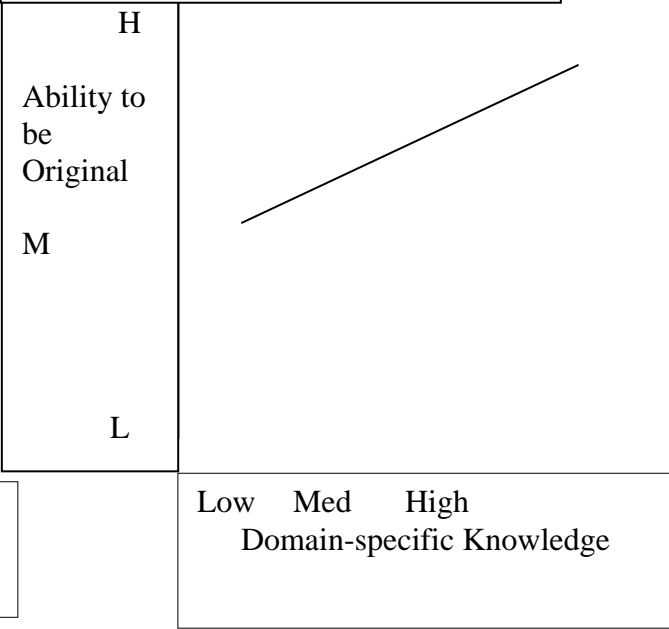 H
Ability to
be
Original
M
L
Low Med High
Domain-specific Knowledge